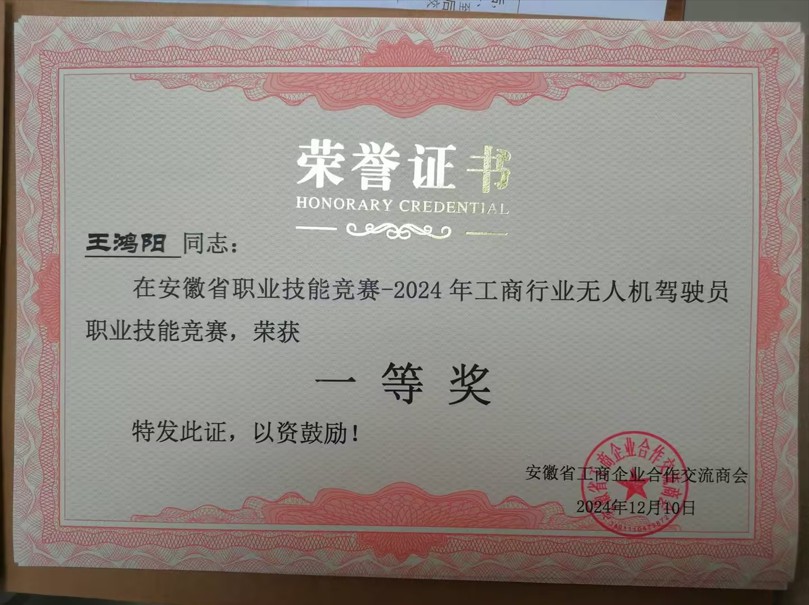 荣誉证书
HONORARY CREDENTIAL
王鸿阳 同志：
在安徽省职业技能竞赛-2024年工商行业无人机驾驶员
职业技能竞赛，荣获
一等奖
特发此证，以资鼓励！
安徽省工商企业合作交流商会
2024年12月10日